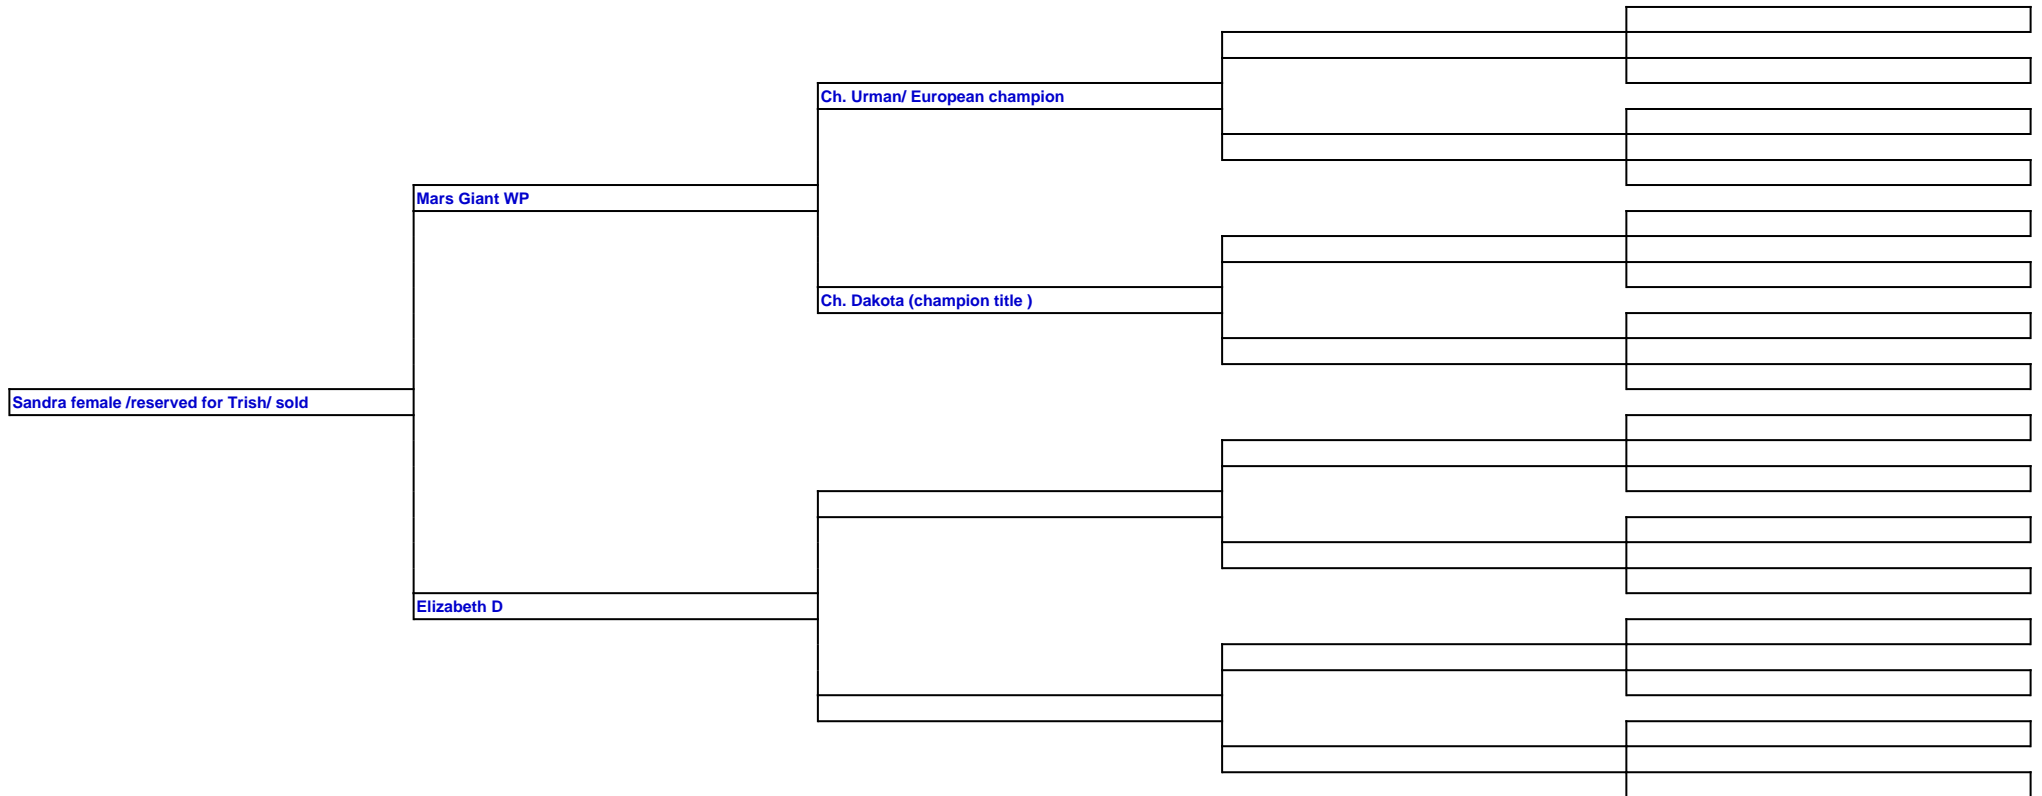 Ch. Urman/ European champion
Mars Giant WP
Ch. Dakota (champion title )
Sandra female /reserved for Trish/ sold
Elizabeth D